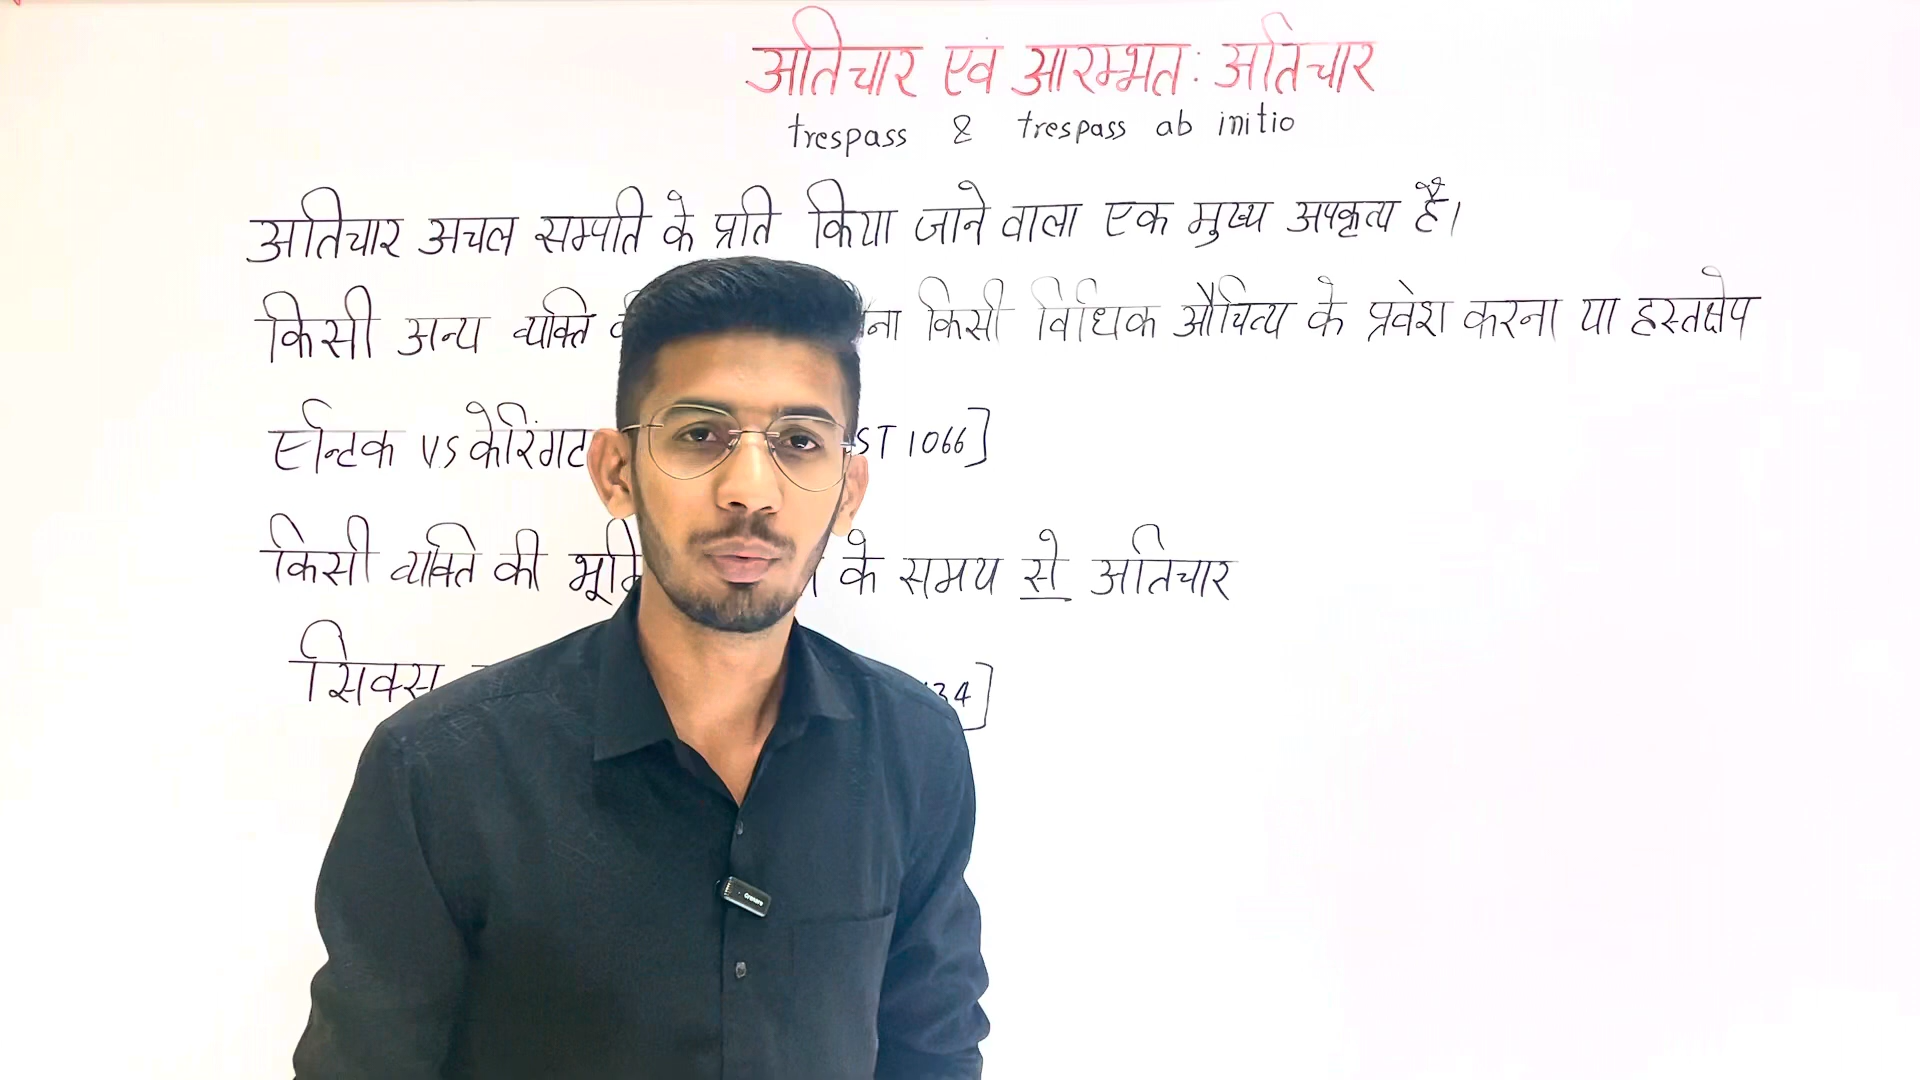 अतिचार एवं आरम्भत: अतिचार
trespass & trespass ab initio
अतिचार अचल सम्पति के प्रति किया जाने वाला एक मुख्य अपकृत्य है।
किसी अन्य व्यक्ति किसी विधिक औचित्य के प्रवेश करना या हस्तक्षेप
एन्टिक VS ST 1066]
किसी व्यक्ति की के समय से अतिचार
सिक्स 34]